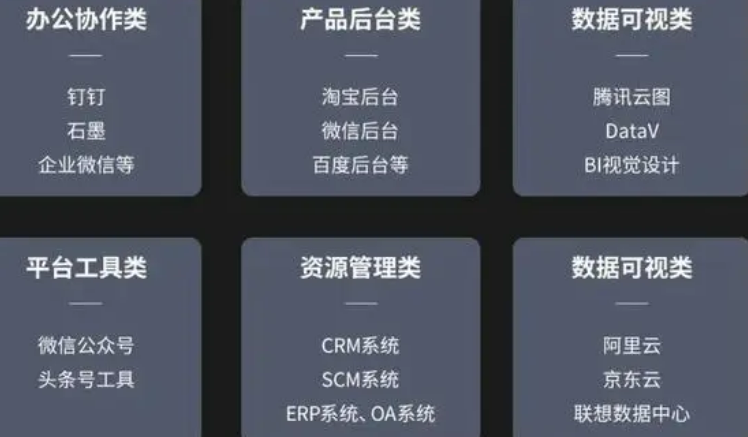 办公协作类
钉钉
石墨
企业微信等
产品后台类
淘宝后台
微信后台
百度后台等
数据可视类
腾讯云图
DataV
BI视觉设计
平台工具类
微信公众号
头条号工具
资源管理类
CRM系统
SCM系统
ERP系统、OA系统
数据可视类
阿里云
京东云
联想数据中心